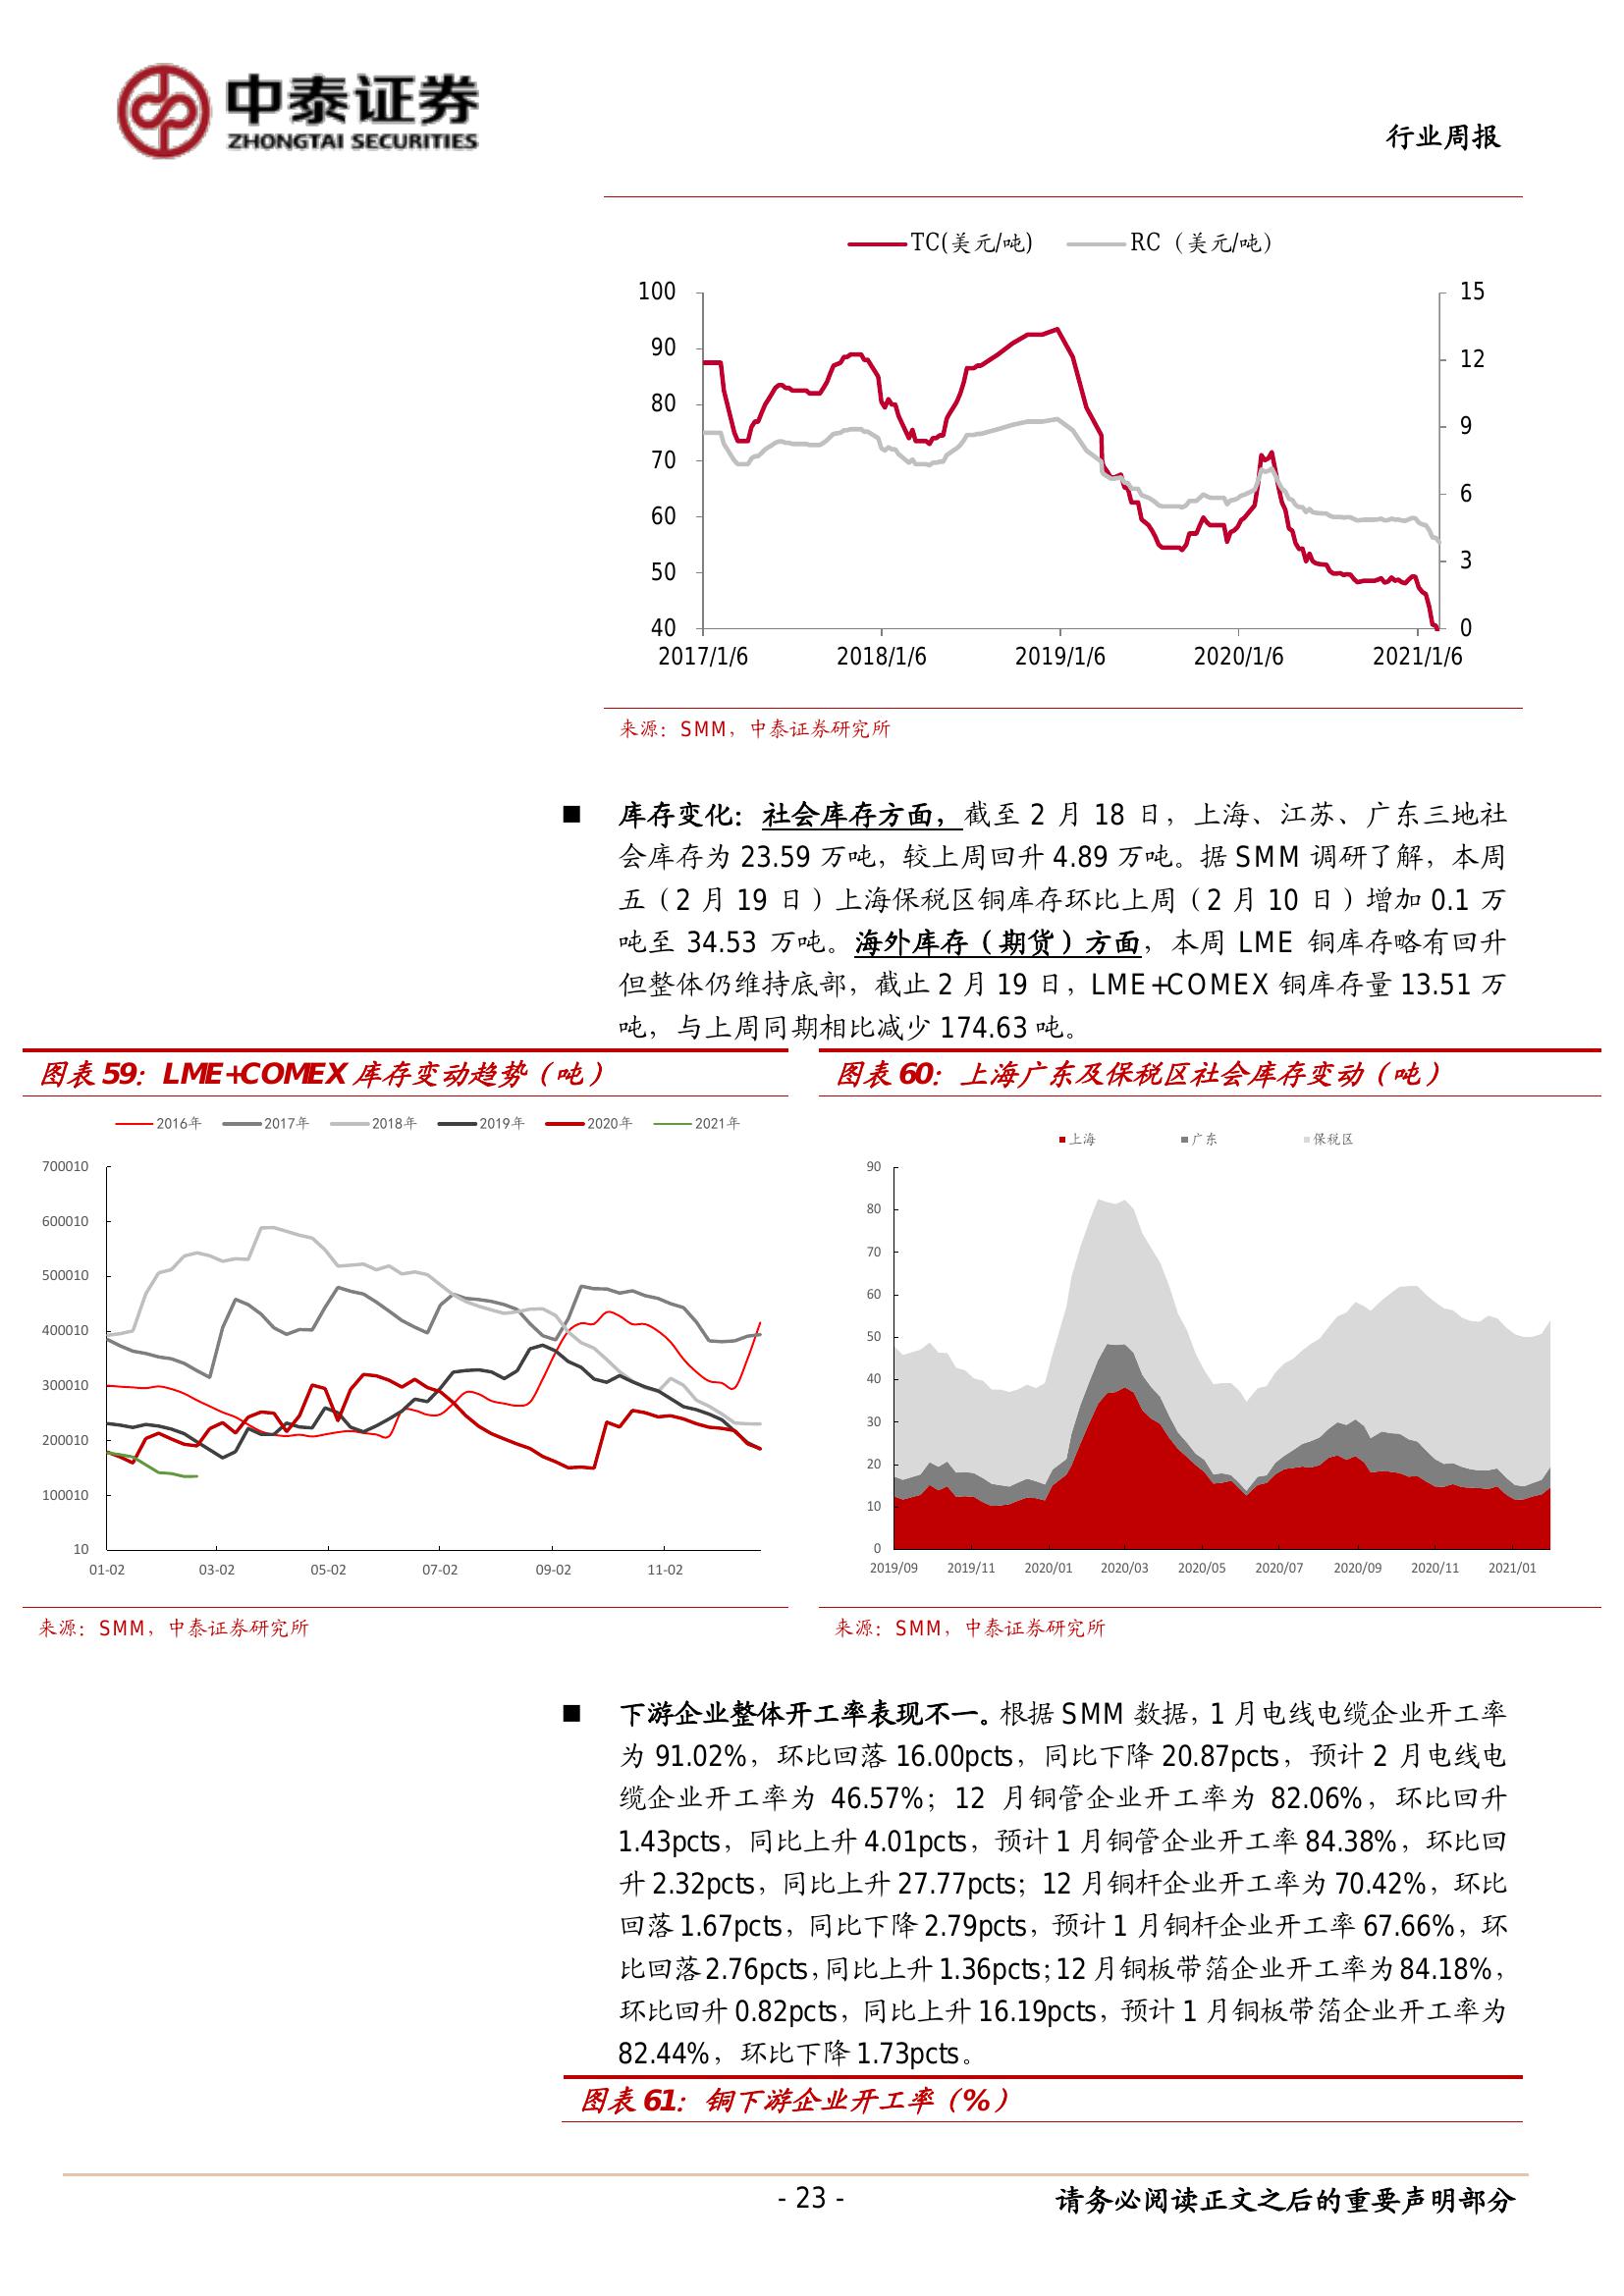 中泰证券
ZHONGTAI SECURITIES
行业周报
TC(美元/吨) RC（美元/吨）
100 15
90 12
80 9
70
60 6
50 3
40 0
2017/1/6 2018/1/6 2019/1/6 2020/1/6 2021/1/6
来源：SMM，中泰证券研究所
■ 库存变化：社会库存方面，截至 2 月 18 日，上海、江苏、广东三地社
会库存为 23.59 万吨，较上周回升 4.89 万吨。据 SMM 调研了解，本周
五（2 月 19 日）上海保税区铜库存环比上周（2 月 10 日）增加 0.1 万
吨至 34.53 万吨。海外库存（期货）方面，本周 LME 铜库存略有回升
但整体仍维持底部，截止 2 月 19 日，LME+COMEX 铜库存量 13.51 万
吨，与上周同期相比减少 174.63 吨。
图表 59：LME+COMEX 库存变动趋势（吨）
2016年 2017年 2018年 2019年 2020年 2021年
700010
600010
500010
400010
300010
200010
100010
10
01-02 03-02 05-02 07-02 09-02 11-02
来源：SMM，中泰证券研究所
图表 60：上海广东及保税区社会库存变动（吨）
上海 广东 保税区
90
80
70
60
50
40
30
20
10
0
2019/09 2019/11 2020/01 2020/03 2020/05 2020/07 2020/09 2020/11 2021/01
来源：SMM，中泰证券研究所
■ 下游企业整体开工率表现不一。根据 SMM 数据，1 月电线电缆企业开工率
为 91.02%，环比回落 16.00pcts，同比下降 20.87pcts，预计 2 月电线电
缆企业开工率为 46.57%；12 月铜管企业开工率为 82.06%，环比回升
1.43pcts，同比上升 4.01pcts，预计 1 月铜管企业开工率 84.38%，环比回
升 2.32pcts，同比上升 27.77pcts；12 月铜杆企业开工率为 70.42%，环比
回落 1.67pcts，同比下降 2.79pcts，预计 1 月铜杆企业开工率 67.66%，环
比回落 2.76pcts，同比上升 1.36pcts；12 月铜板带箔企业开工率为 84.18%，
环比回升 0.82pcts，同比上升 16.19pcts，预计 1 月铜板带箔企业开工率为
82.44%，环比下降 1.73pcts。
图表 61：铜下游企业开工率（%）
- 23 -
请务必阅读正文之后的重要声明部分